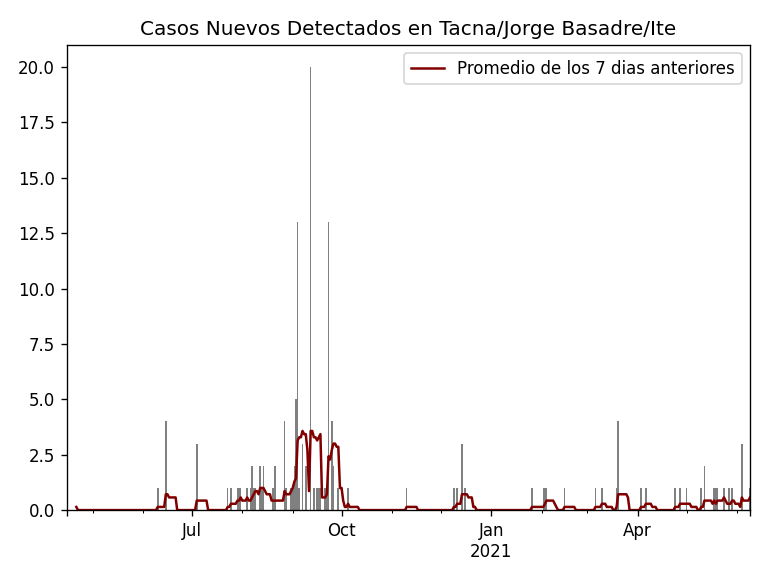 Casos Nuevos Detectados en Tacna/Jorge Basadre/Ite
Promedio de los 7 dias anteriores
20.0
17.5
15.0
12.5
10.0
7.5
5.0
2.5
0.0
Jul
Oct
Jan
Apr
2021